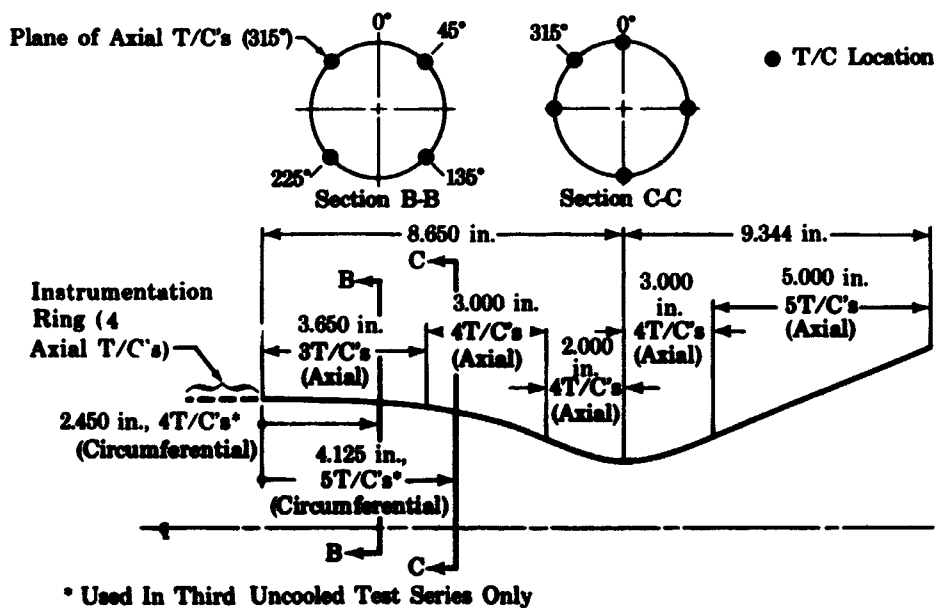 Plane of Axial T/C's (315°)
0°
45°
225°
135°
Section B-B
315°
0°
Section C-C
● T/C Location
8.650 in.
9.344 in.
B
C
Instrumentation
Ring (4
Axial T/C's)
3.650 in.
3T/C's
(Axial)
3.000 in.
4T/C's
(Axial)
2.000
in.
4T/C's
(Axial)
3.000
in.
4T/C's
(Axial)
5.000 in.
5T/C's
(Axial)
2.450 in., 4T/C's*
(Circumferential)
4.125 in.,
5T/C's*
(Circumferential)
B
C
* Used In Third Uncooled Test Series Only